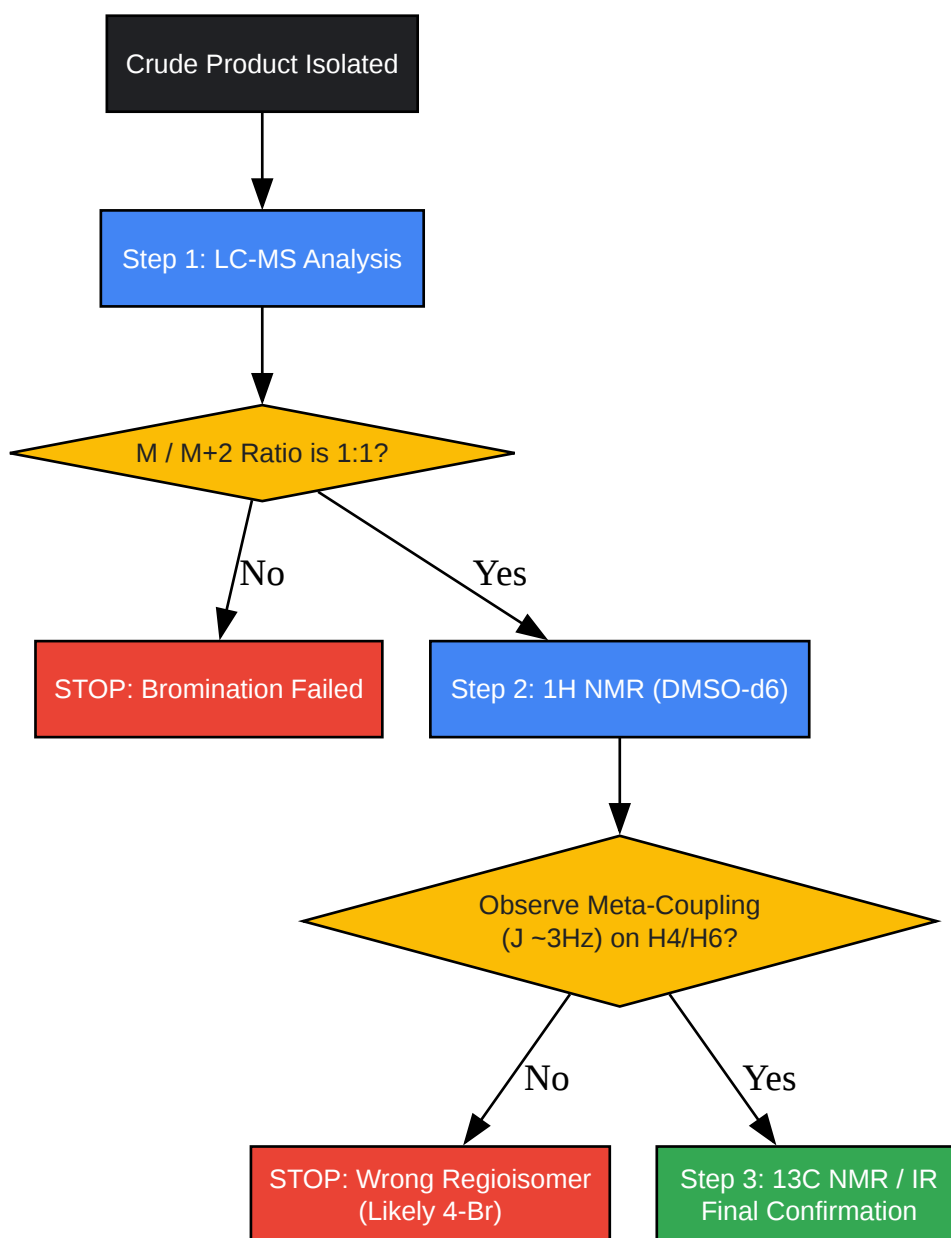 Crude Product Isolated
Step 1: LC-MS Analysis
M / M+2 Ratio is 1:1?
No
Yes
STOP: Bromination Failed
Step 2: 1H NMR (DMSO-d6)
Observe Meta-Coupling
(J ~3Hz) on H4/H6?
No
Yes
STOP: Wrong Regioisomer
(Likely 4-Br)
Step 3: 13C NMR / IR
Final Confirmation